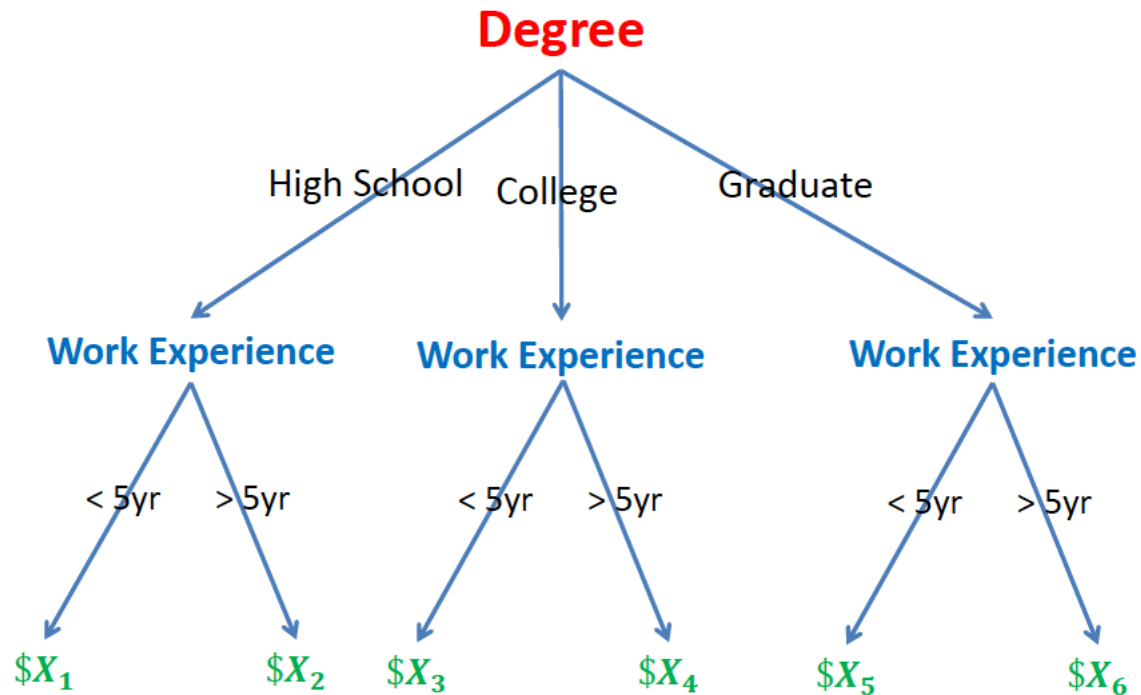 Degree
High School College Graduate
Work Experience Work Experience Work Experience
< 5yr > 5yr < 5yr > 5yr < 5yr > 5yr
$X₁ $X₂ $X₃ $X₄ $X₅ $X₆